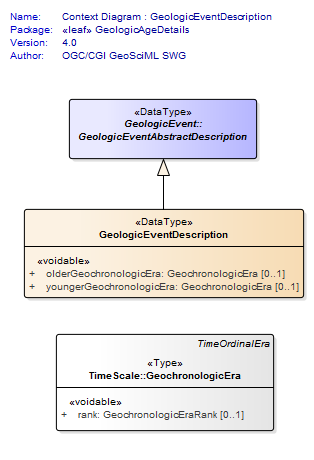 Name: Context Diagram : GeologicEventDescription
Package: «leaf» GeologicAgeDetails
Version: 4.0
Author: OGC/CGI GeoSciML SWG
«DataType»
GeologicEvent::
GeologicEventAbstractDescription
«DataType»
GeologicEventDescription
«voidable»
+ olderGeochronologicEra: GeochronologicEra [0..1]
+ youngerGeochronologicEra: GeochronologicEra [0..1]
TimeOrdinalEra
«Type»
TimeScale::GeochronologicEra
«voidable»
+ rank: GeochronologicEraRank [0..1]